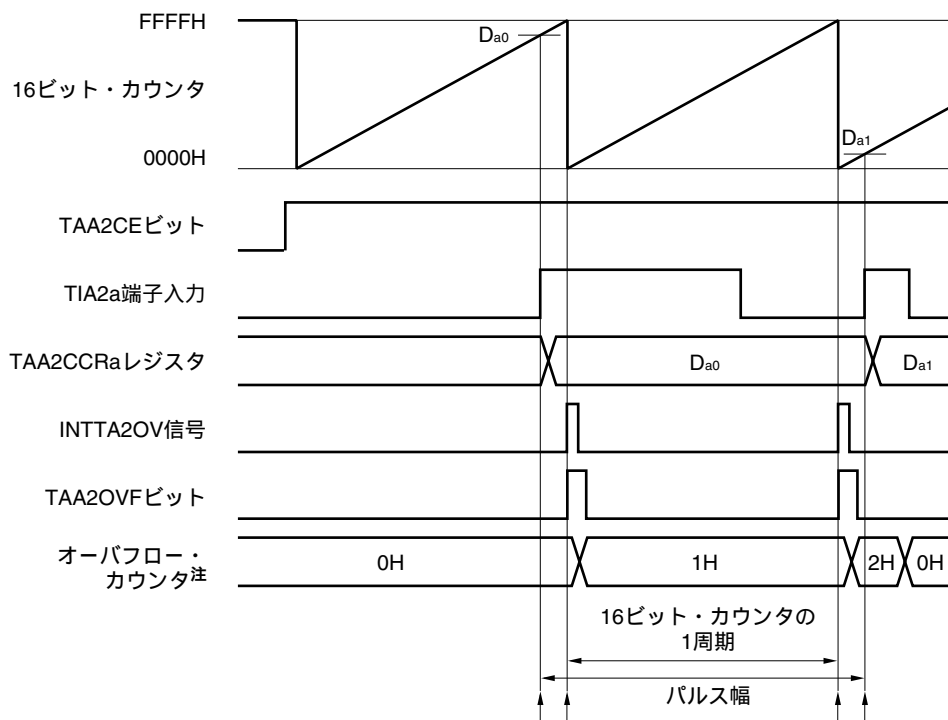 FFFFH
Da0
16ビット・カウンタ
Da1
0000H
TAA2CEビット
TIA2a端子入力
TAA2CCRaレジスタ
Da0
Da1
INTTA2OV信号
TAA2OVFビット
オーバフロー・
カウンタ注
0H
1H
2H
0H
16ビット・カウンタの
1周期
パルス幅